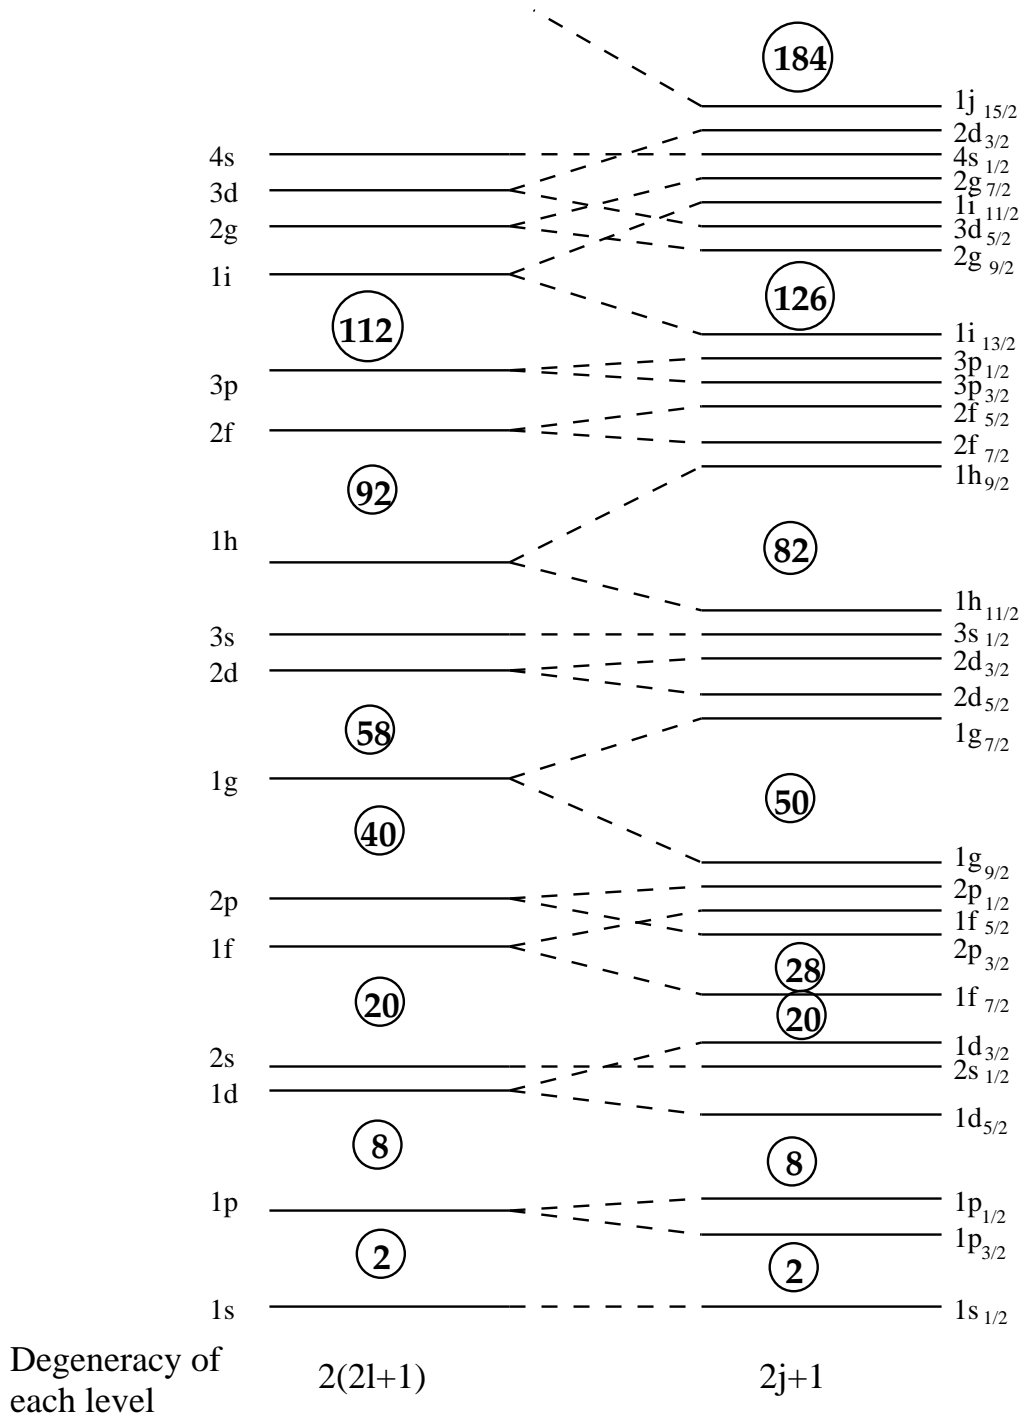 184
1j 15/2
2d 3/2
4s 4s 1/2
3d 2g 7/2
2g 1i 11/2
3d 5/2
2g 9/2
1i
126
112
1i 13/2
3p 3p 1/2
3p 3/2
2f 2f 5/2
2f 7/2
1h 9/2
92
1h 82
1h 11/2
3s 3s 1/2
2d 2d 3/2
2d 5/2
58 1g 7/2
1g 50
40
1g 9/2
2p 2p 1/2
1f 5/2
1f 2p 3/2
28
20 1f 7/2
20
2s 1d 3/2
1d 2s 1/2
1d 5/2
8 8
1p 1p 1/2
1p 3/2
2 2
1s 1s 1/2
Degeneracy of
each level 2(2l+1) 2j+1